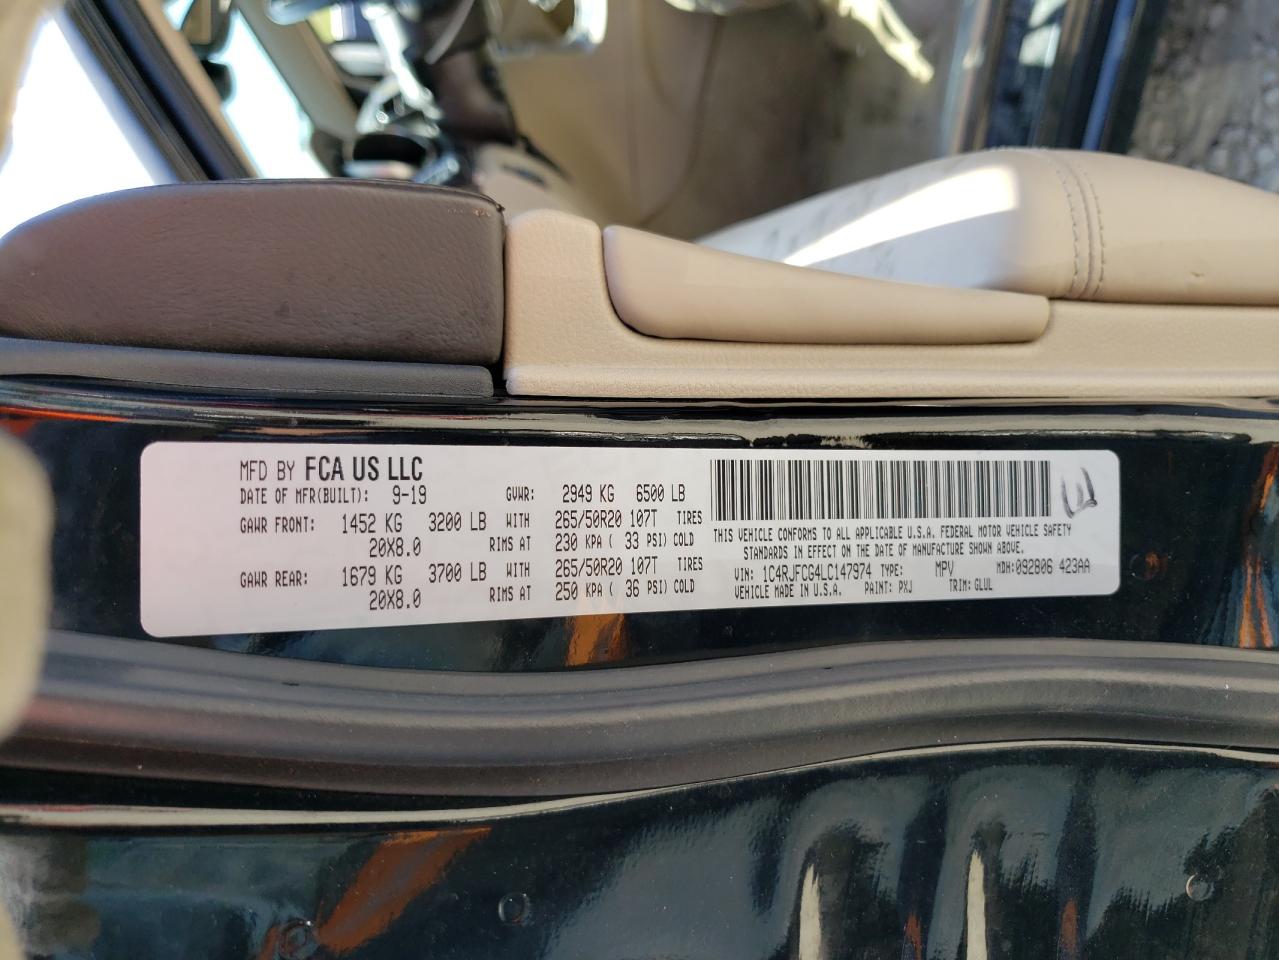 MFD BY FCA US LLC
DATE OF MFR(BUILT): 9-19 GVWR: 2949 KG 6500 LB
GAWR FRONT: 1452 KG 3200 LB WITH 265/50R20 107T TIRES
20X8.0 RIMS AT 230 KPA ( 33 PSI) COLD
GAWR REAR: 1679 KG 3700 LB WITH 265/50R20 107T TIRES
20X8.0 RIMS AT 250 KPA ( 36 PSI) COLD
THIS VEHICLE CONFORMS TO ALL APPLICABLE U.S.A. FEDERAL MOTOR VEHICLE SAFETY
STANDARDS IN EFFECT ON THE DATE OF MANUFACTURE SHOWN ABOVE.
VIN: 1C4RJFCG4LC147974 TYPE: MPV MDH:092806 423AA
VEHICLE MADE IN U.S.A. PAINT: PXJ TRIM: GLUL